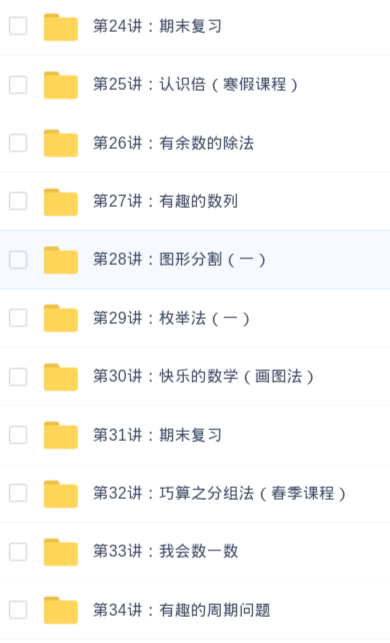 第24讲：期末复习
第25讲：认识倍（寒假课程）
第26讲：有余数的除法
第27讲：有趣的数列
第28讲：图形分割（一）
第29讲：枚举法（一）
第30讲：快乐的数学（画图法）
第31讲：期末复习
第32讲：巧算之分组法（春季课程）
第33讲：我会数一数
第34讲：有趣的周期问题